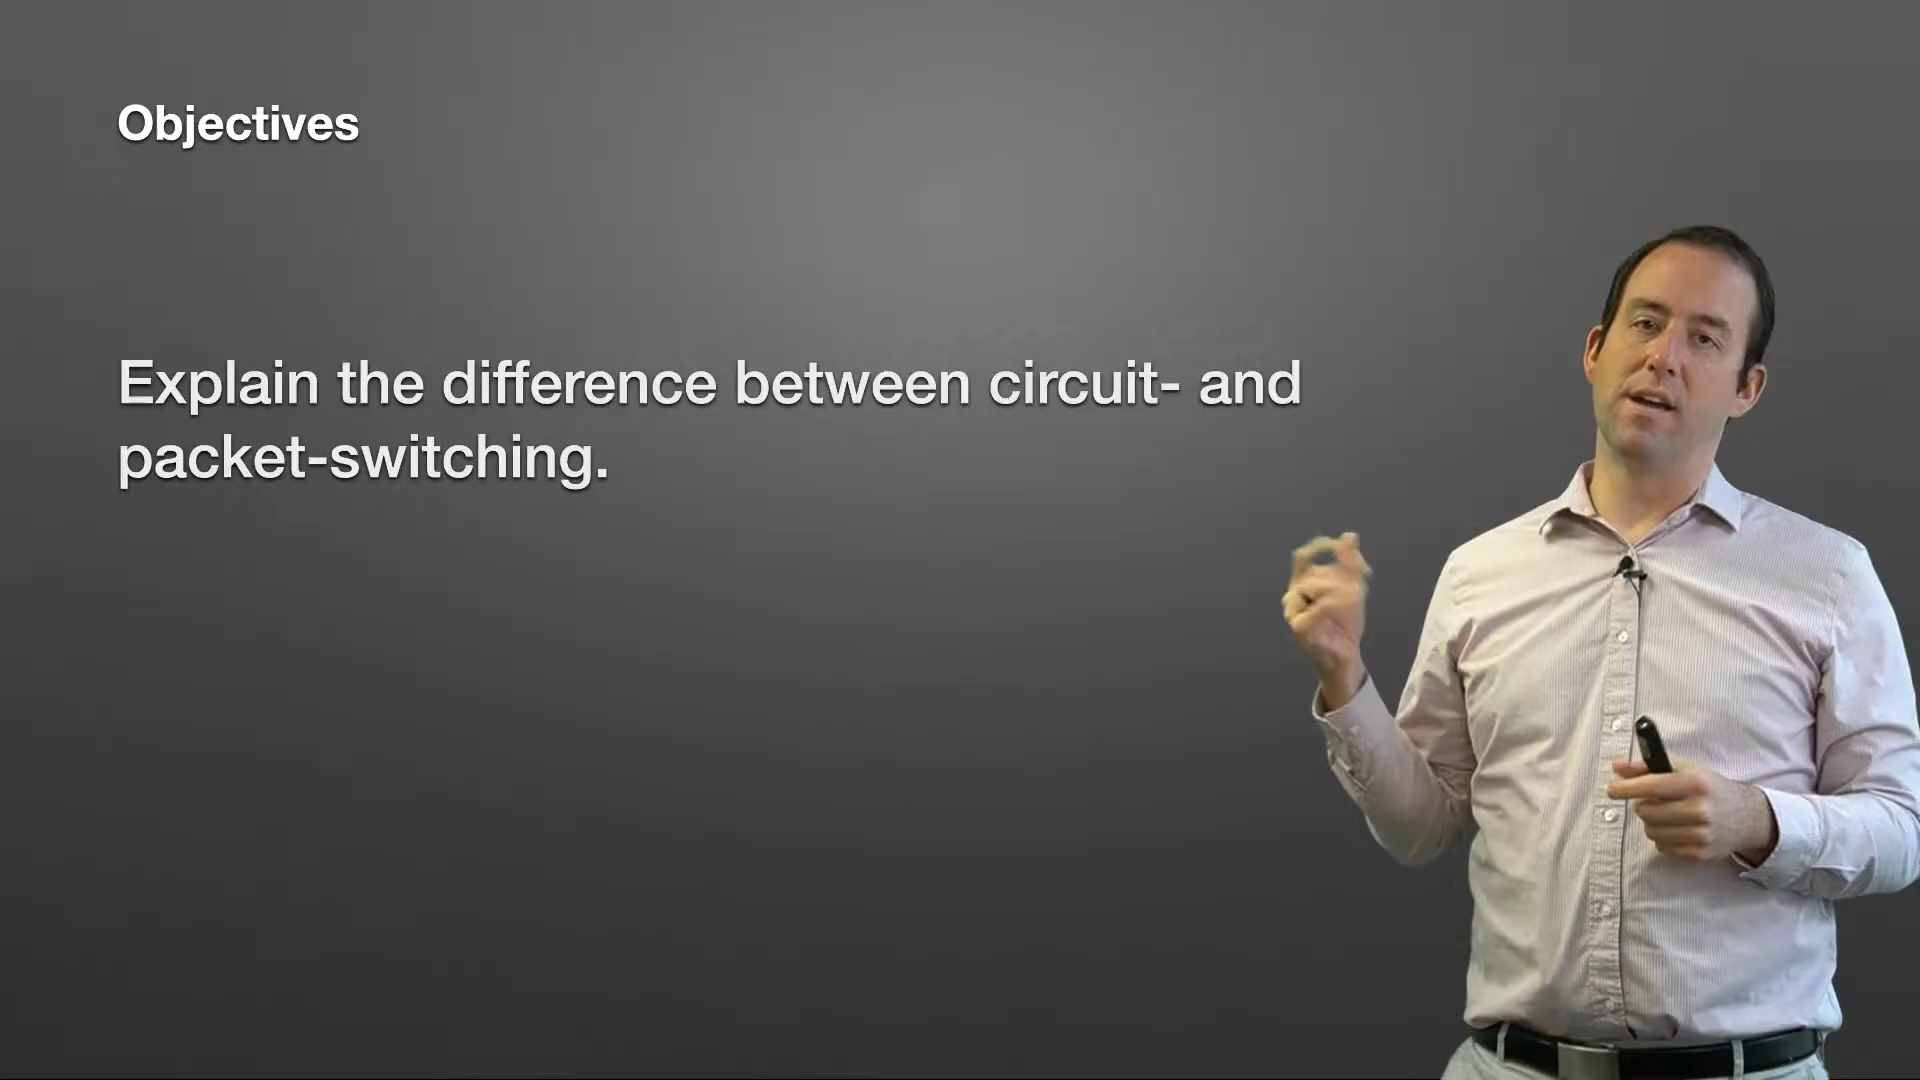 Objectives
Explain the difference between circuit- and
packet-switching.